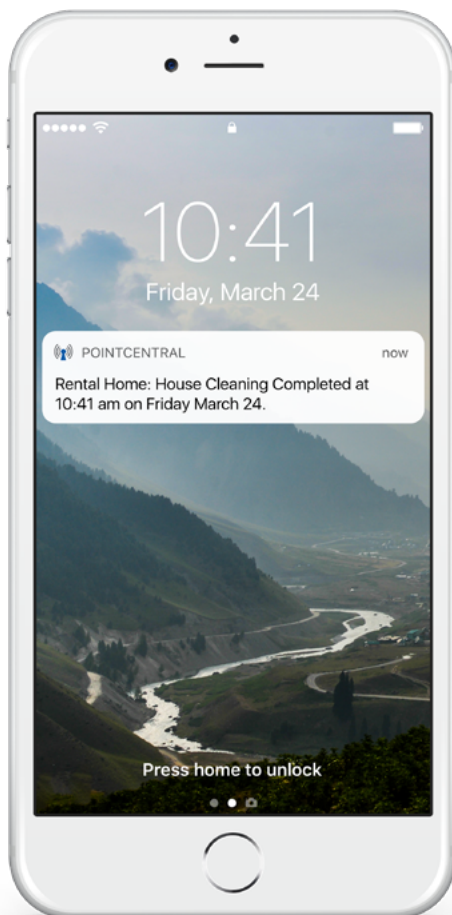 10:41
Friday, March 24
POINTCENTRAL now
Rental Home: House Cleaning Completed at
10:41 am on Friday March 24.
Press home to unlock